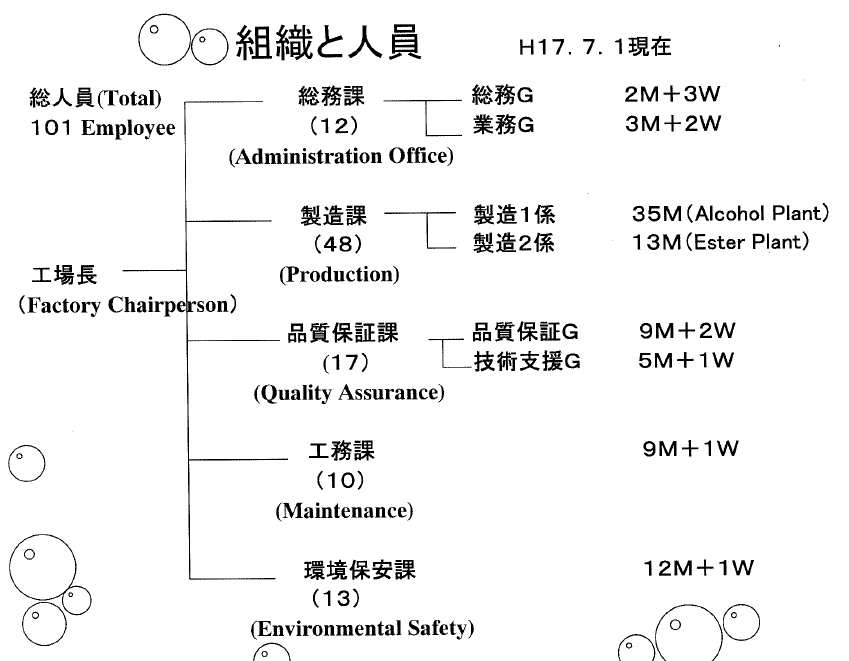 組織と人員 H17．7．1現在
総人員(Total) 総務課 総務G 2M＋3W
１０１ Employee （12） 業務G 3M＋2W
(Administration Office)
製造課 製造1係 35M（Alcohol Plant）
（48） 製造2係 13M（Ester Plant）
工場長 (Production)
（Factory Chairperson）
品質保証課 品質保証G 9M＋2W
（17） 技術支援G 5M＋1W
(Quality Assurance)
工務課 9M＋1W
（10）
(Maintenance)
環境保安課 12M＋1W
（13）
(Environmental Safety)